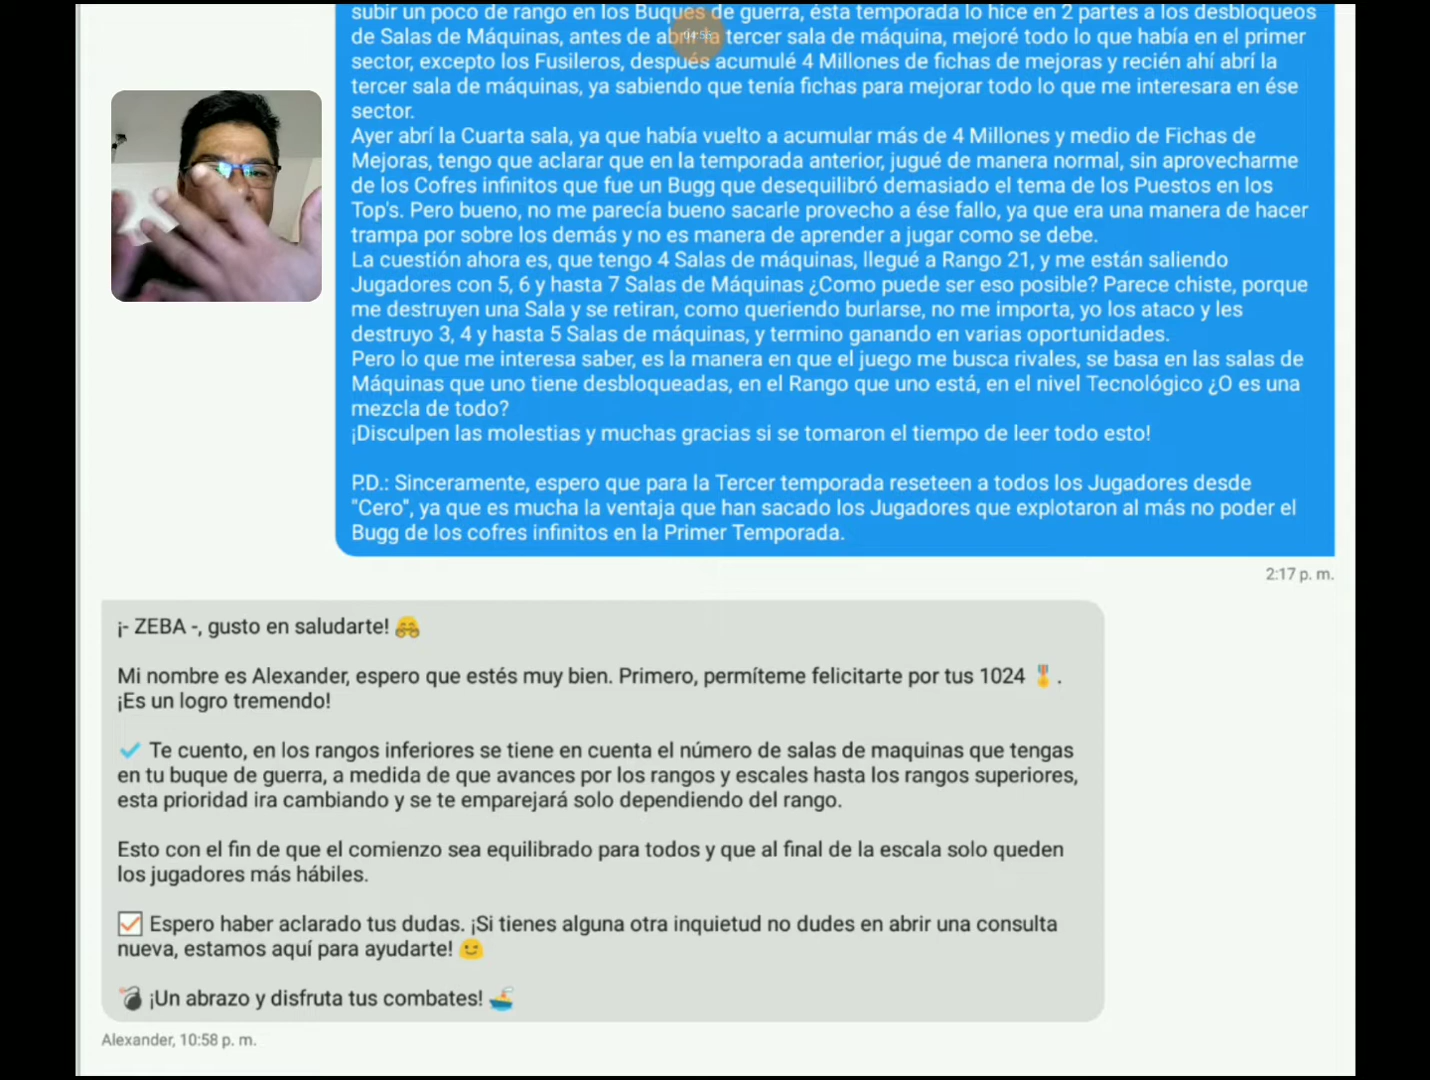 subir un poco de rango en los Buques de guerra, ésta temporada lo hice en 2 partes a los desbloqueos
de Salas de Máquinas, antes de abrir la tercer sala de máquina, mejoré todo lo que había en el primer
sector, excepto los Fusileros, después acumulé 4 Millones de fichas de mejoras y recién ahí abrí la
tercer sala de máquinas, ya sabiendo que tenía fichas para mejorar todo lo que me interesara en ése
sector.
Ayer abrí la Cuarta sala, ya que había vuelto a acumular más de 4 Millones y medio de Fichas de
Mejoras, tengo que aclarar que en la temporada anterior, jugué de manera normal, sin aprovecharme
de los Cofres infinitos que fue un Bugg que desequilibró demasiado el tema de los Puestos en los
Top's. Pero bueno, no me parecía bueno sacarle provecho a ése fallo, ya que era una manera de hacer
trampa por sobre los demás y no es manera de aprender a jugar como se debe.
La cuestión ahora es, que tengo 4 Salas de máquinas, llegué a Rango 21, y me están saliendo
Jugadores con 5, 6 y hasta 7 Salas de Máquinas ¿Como puede ser eso posible? Parece chiste, porque
me destruyen una Sala y se retiran, como queriendo burlarse, no me importa, yo los ataco y les
destruyo 3, 4 y hasta 5 Salas de máquinas, y termino ganando en varias oportunidades.
Pero lo que me interesa saber, es la manera en que el juego me busca rivales, se basa en las salas de
Máquinas que uno tiene desbloqueadas, en el Rango que uno está, en el nivel Tecnológico ¿O es una
mezcla de todo?
¡Disculpen las molestias y muchas gracias si se tomaron el tiempo de leer todo esto!
P.D.: Sinceramente, espero que para la Tercer temporada reseteen a todos los Jugadores desde
"Cero", ya que es mucha la ventaja que han sacado los Jugadores que explotaron al más no poder el
Bugg de los cofres infinitos en la Primer Temporada.
2:17 p. m.
¡- ZEBA -, gusto en saludarte!
Mi nombre es Alexander, espero que estés muy bien. Primero, permíteme felicitarte por tus 1024 🎖️.
¡Es un logro tremendo!
✔ Te cuento, en los rangos inferiores se tiene en cuenta el número de salas de maquinas que tengas
en tu buque de guerra, a medida de que avances por los rangos y escales hasta los rangos superiores,
esta prioridad ira cambiando y se te emparejará solo dependiendo del rango.
Esto con el fin de que el comienzo sea equilibrado para todos y que al final de la escala solo queden
los jugadores más hábiles.
☑ Espero haber aclarado tus dudas. ¡Si tienes alguna otra inquietud no dudes en abrir una consulta
nueva, estamos aquí para ayudarte! 😉
💣 ¡Un abrazo y disfruta tus combates!
Alexander, 10:58 p. m.